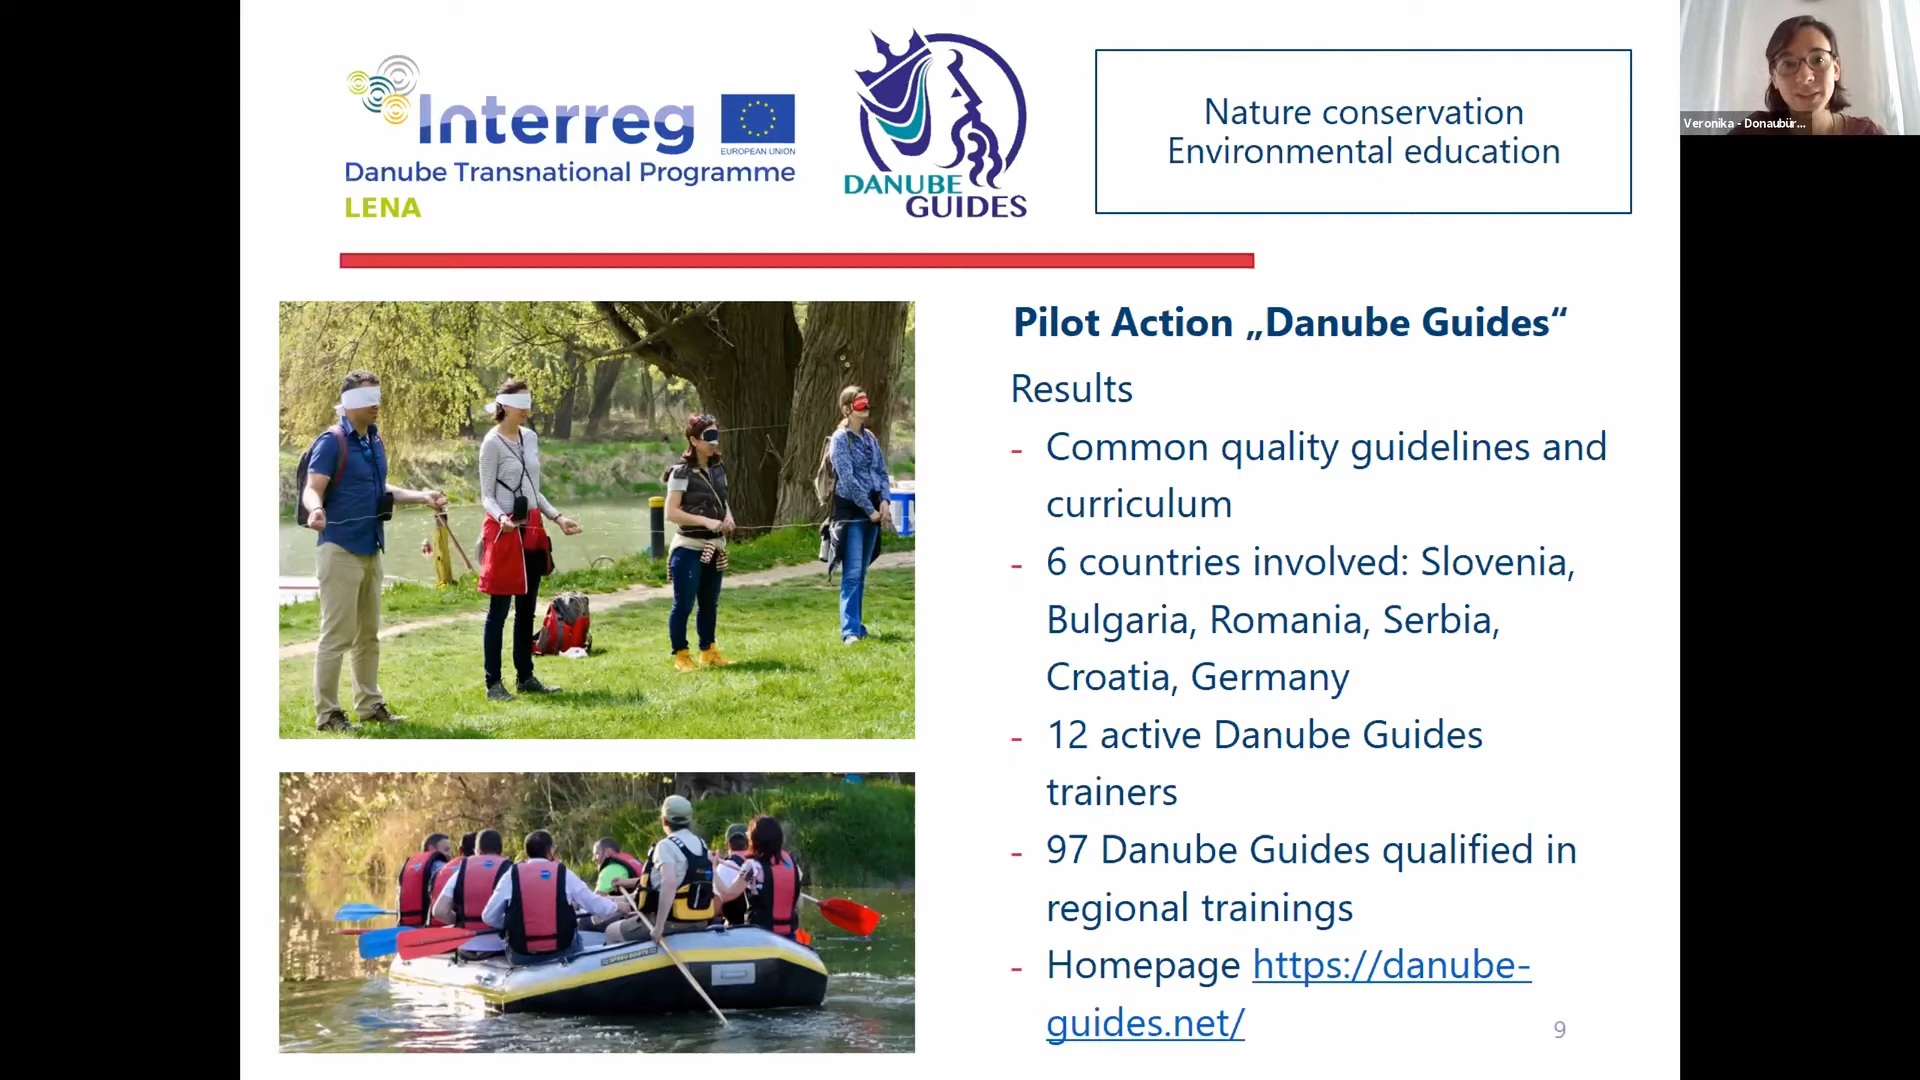 Interreg
EUROPEAN UNION
Danube Transnational Programme
LENA
DANUBE
GUIDES
Nature conservation
Environmental education
Veronika - Donaubür...
Pilot Action „Danube Guides“
Results
- Common quality guidelines and
curriculum
- 6 countries involved: Slovenia,
Bulgaria, Romania, Serbia,
Croatia, Germany
- 12 active Danube Guides
trainers
- 97 Danube Guides qualified in
regional trainings
- Homepage https://danube-
guides.net/
9